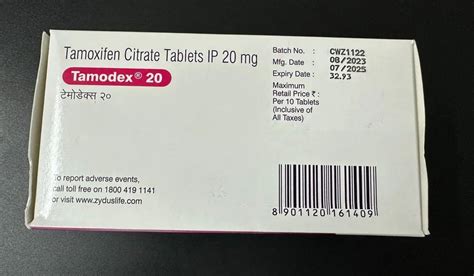 Tamoxifen Citrate Tablets IP 20 mg
Tamodex® 20
टेमोडेक्स २०
To report adverse events,
call toll free on 1800 419 1141
or visit www.zyduslife.com
Batch No. : CWZ1122
Mfg. Date : 08/2023
Expiry Date : 07/2025
32.93
Maximum
Retail Price ₹ :
Per 10 Tablets
(Inclusive of
All Taxes)
8 901120 161409